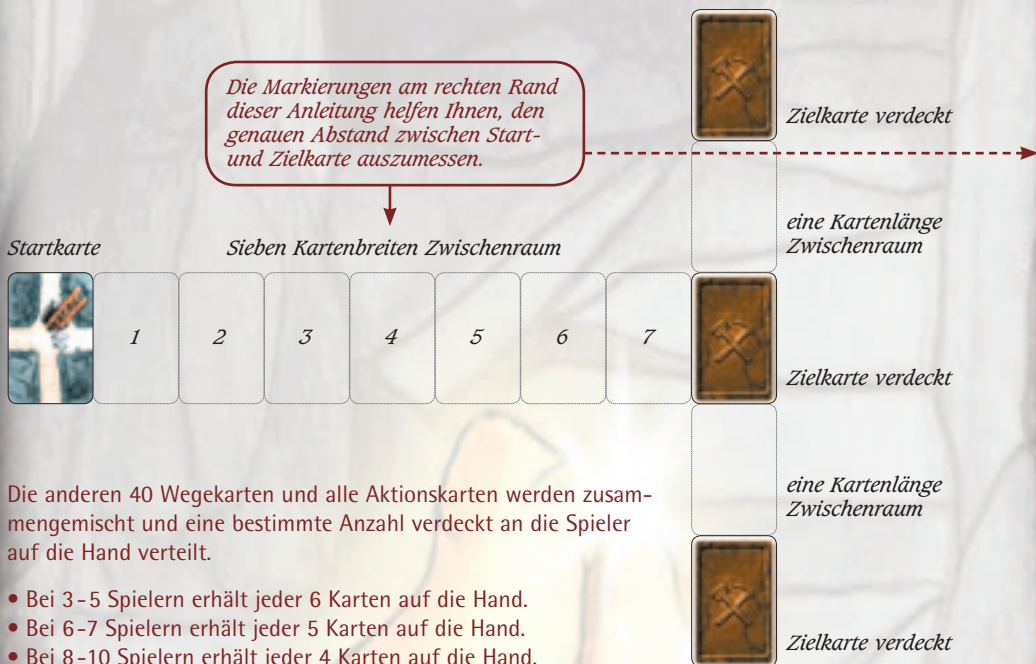 Die Markierungen am rechten Rand
dieser Anleitung helfen Ihnen, den
genauen Abstand zwischen Start-
und Zielkarte auszumessen.
Zielkarte verdeckt
eine Kartenlänge
Zwischenraum
Startkarte
Sieben Kartenbreiten Zwischenraum
1
2
3
4
5
6
7
Zielkarte verdeckt
eine Kartenlänge
Zwischenraum
Die anderen 40 Wegekarten und alle Aktionskarten werden zusam-
mengemischt und eine bestimmte Anzahl verdeckt an die Spieler
auf die Hand verteilt.
• Bei 3-5 Spielern erhält jeder 6 Karten auf die Hand.
• Bei 6-7 Spielern erhält jeder 5 Karten auf die Hand.
• Bei 8-10 Spielern erhält jeder 4 Karten auf die Hand.
Zielkarte verdeckt